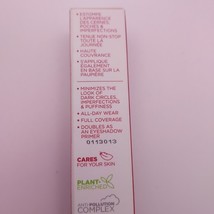 • ESTOMPE
L'APPARENCE
DES CERNES
POCHES &
IMPERFECTIONS
• TENUE NON-STOP
TOUTE LA
JOURNÉE
• HAUTE
COUVRANCE
• S'APPLIQUE
ÉGALEMENT
EN BASE SUR LA
PAUPIÈRE
• MINIMIZES THE
LOOK OF
DARK CIRCLES,
IMPERFECTIONS
& PUFFINESS
• ALL-DAY WEAR
• FULL COVERAGE
• DOUBLES AS
AN EYESHADOW
PRIMER
0113013
CARES
FOR YOUR SKIN
PLANT-
ENRICHED
ANTI-POLLUTION
COMPLEX